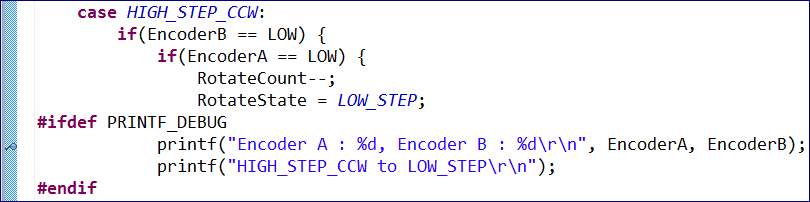 case HIGH_STEP_CCW:
if(EncoderB == LOW) {
if(EncoderA == LOW) {
RotateCount--;
RotateState = LOW_STEP;
#ifdef PRINTF_DEBUG
printf("Encoder A : %d, Encoder B : %d\r\n", EncoderA, EncoderB);
printf("HIGH_STEP_CCW to LOW_STEP\r\n");
#endif